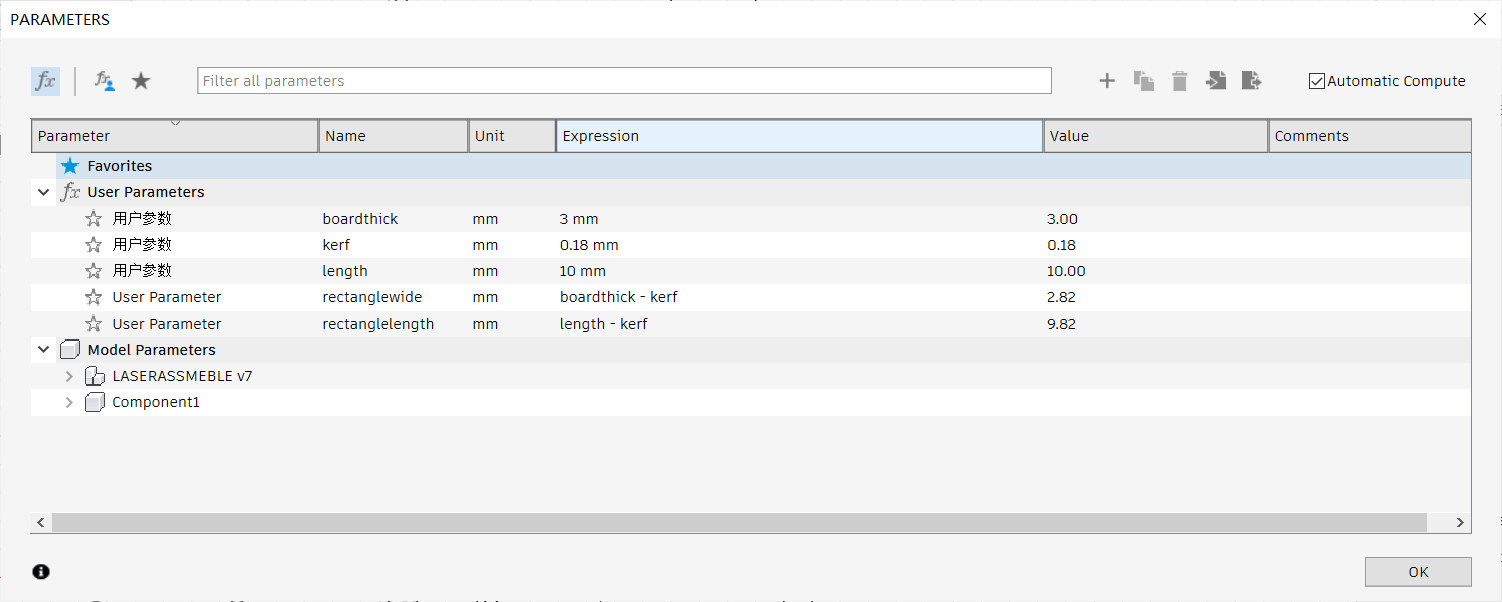 PARAMETERS
fx fx Filter all parameters Automatic Compute
Parameter Name Unit Expression Value Comments
Favorites
fx User Parameters
用户参数 boardthick mm 3 mm 3.00
用户参数 kerf mm 0.18 mm 0.18
用户参数 length mm 10 mm 10.00
User Parameter rectanglewide mm boardthick - kerf 2.82
User Parameter rectanglelength mm length - kerf 9.82
Model Parameters
LASERASSMEBLE v7
Component1
OK